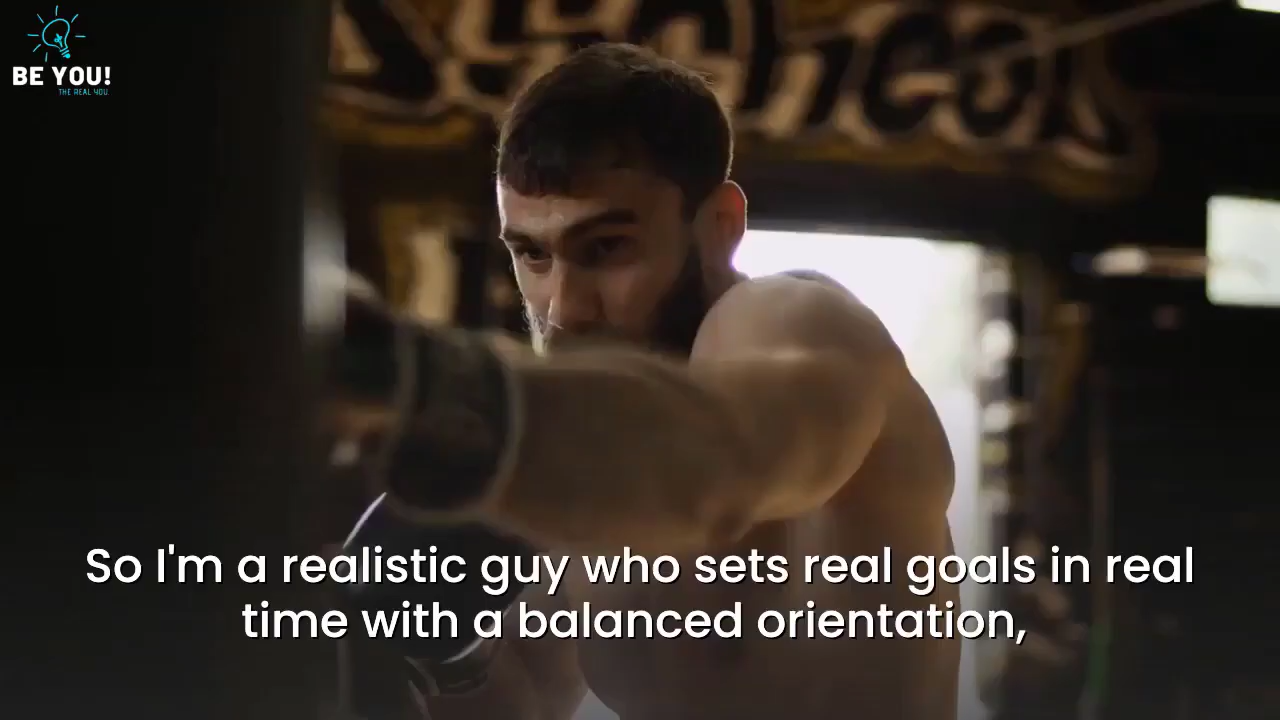 BE YOU!
THE REAL YOU.
So I'm a realistic guy who sets real goals in real
time with a balanced orientation,